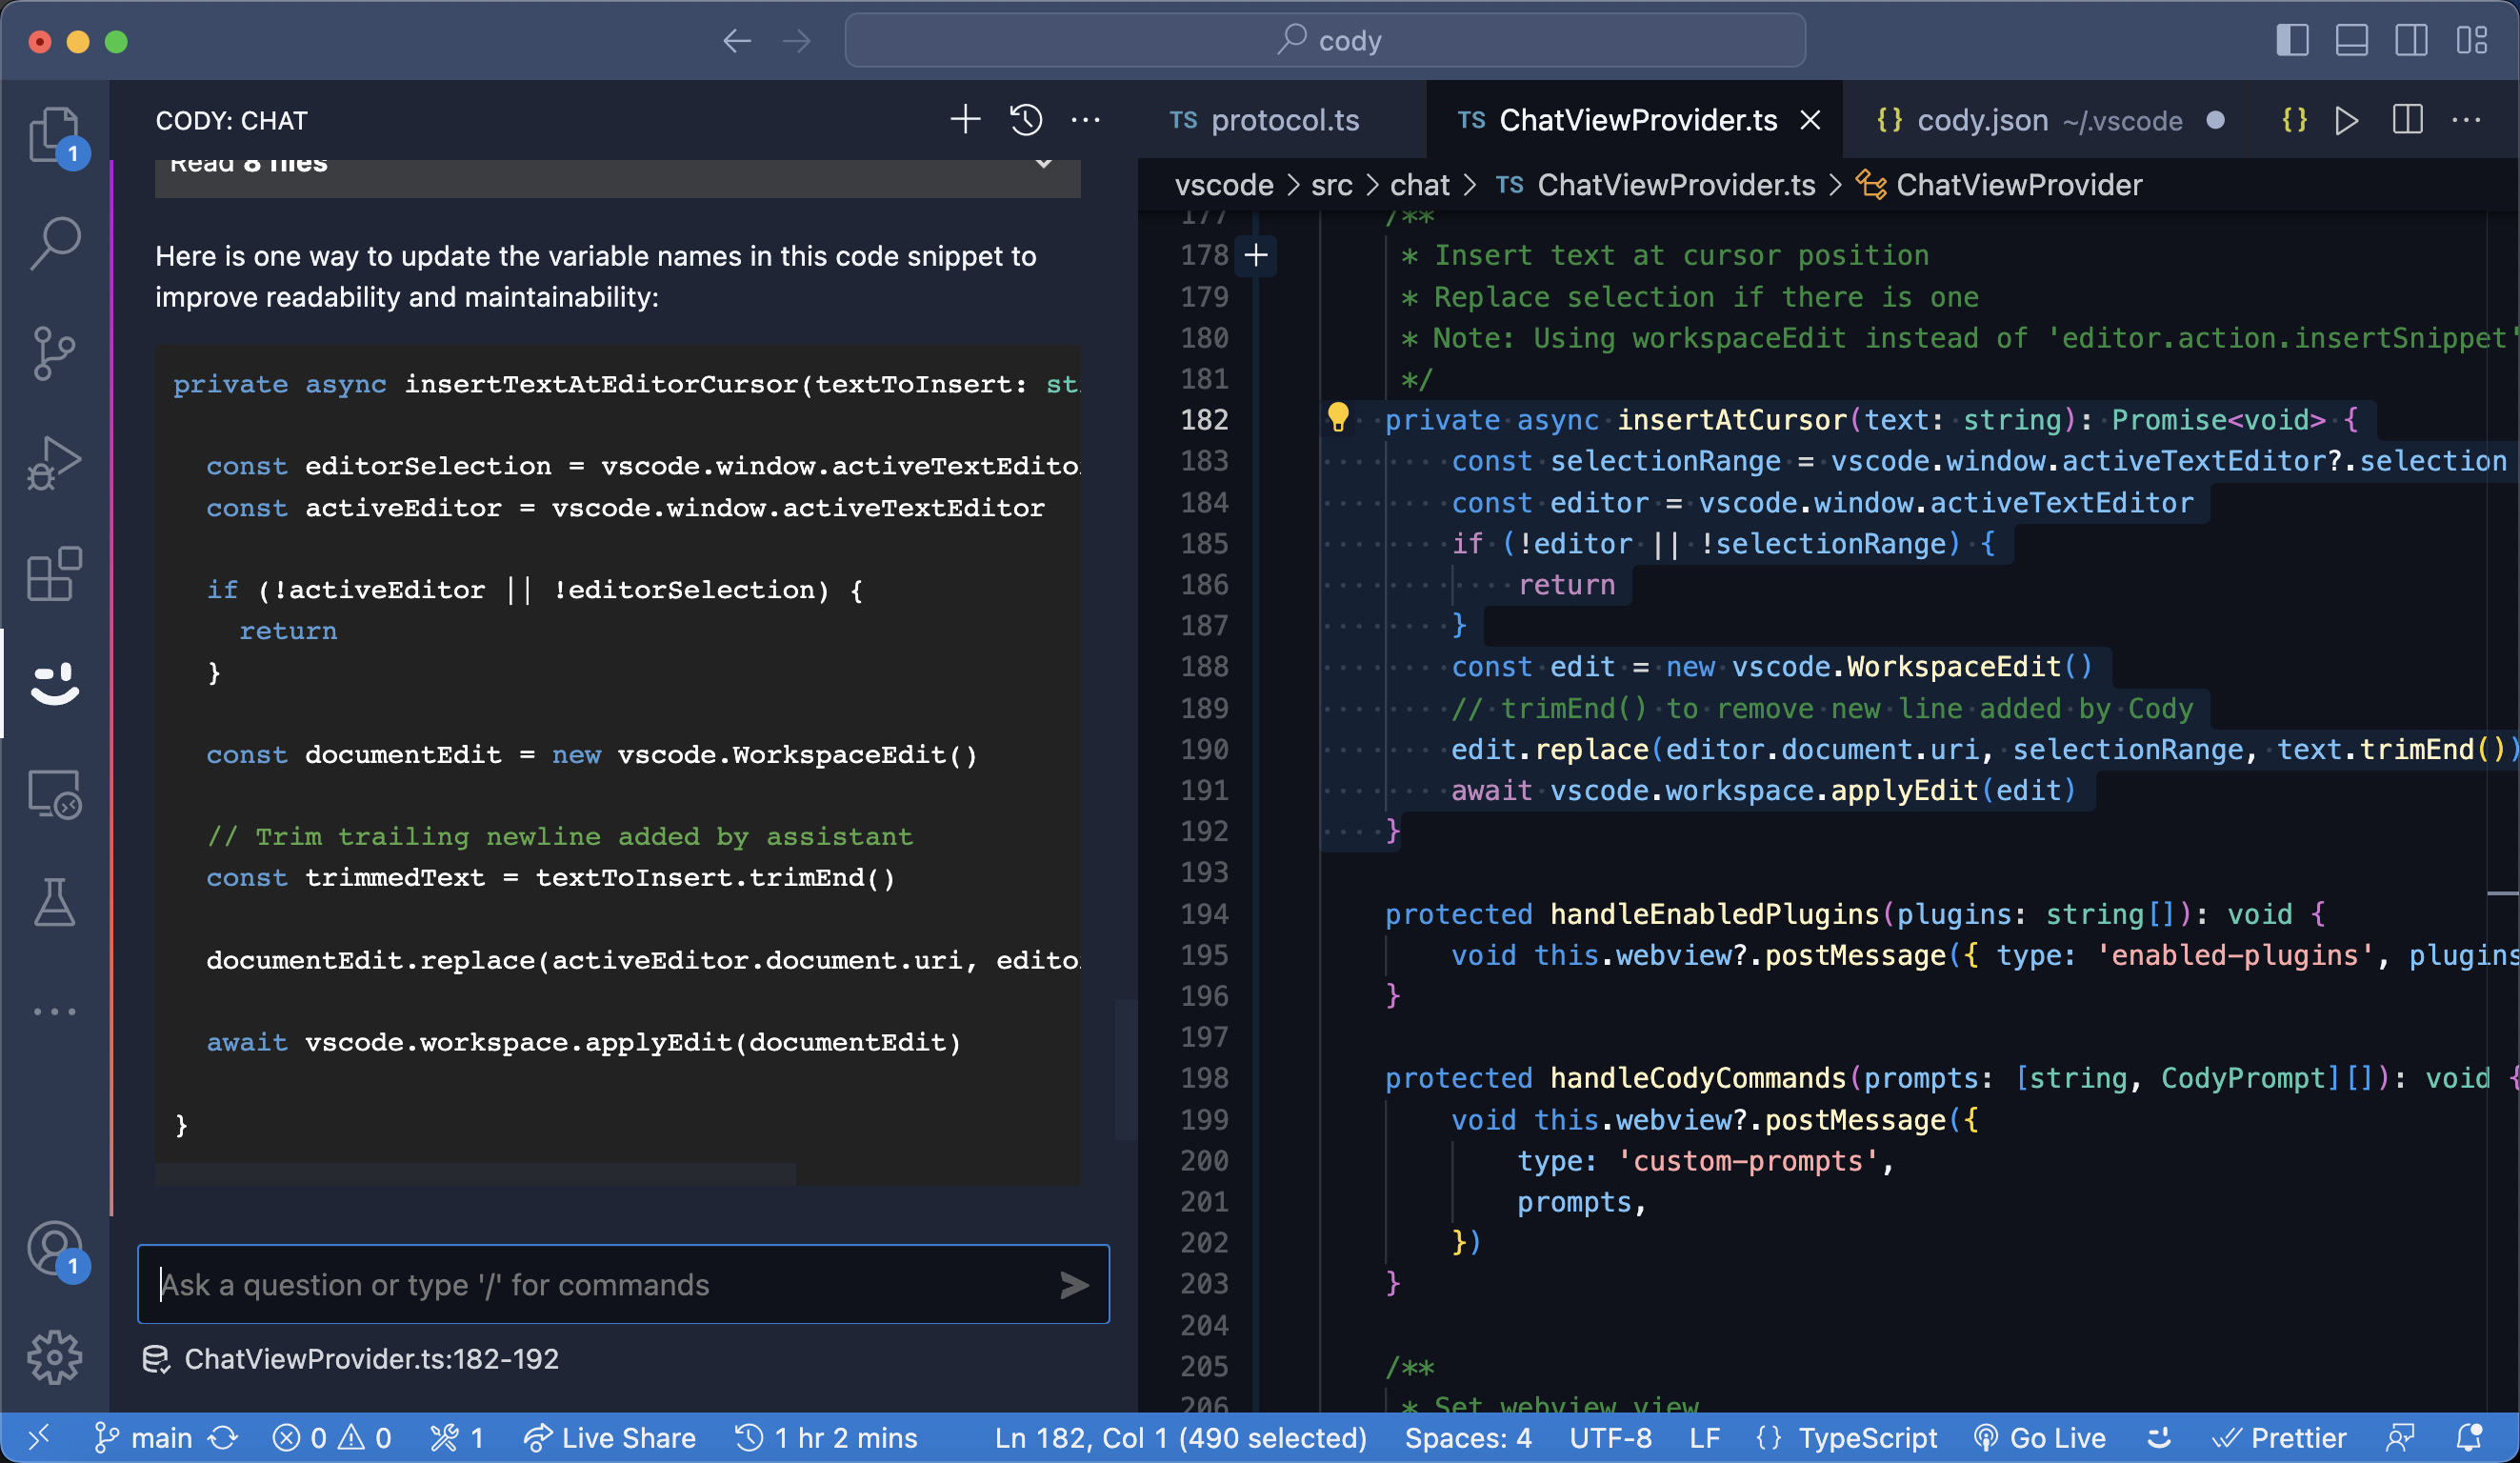 cody
CODY: CHAT
Read 8 files
Here is one way to update the variable names in this code snippet to
improve readability and maintainability:
private async insertTextAtEditorCursor(textToInsert: st
const editorSelection = vscode.window.activeTextEdito
const activeEditor = vscode.window.activeTextEditor
if (!activeEditor || !editorSelection) {
return
}
const documentEdit = new vscode.WorkspaceEdit()
// Trim trailing newline added by assistant
const trimmedText = textToInsert.trimEnd()
documentEdit.replace(activeEditor.document.uri, edito
await vscode.workspace.applyEdit(documentEdit)
}
Ask a question or type '/' for commands
ChatViewProvider.ts:182-192
1
1
TS protocol.ts
TS ChatViewProvider.ts
{} cody.json ~/.vscode
{}
vscode > src > chat > TS ChatViewProvider.ts > ChatViewProvider
177 /**
178 * Insert text at cursor position
179 * Replace selection if there is one
180 * Note: Using workspaceEdit instead of 'editor.action.insertSnippet'
181 */
182 private async insertAtCursor(text: string): Promise<void> {
183 const selectionRange = vscode.window.activeTextEditor?.selection
184 const editor = vscode.window.activeTextEditor
185 if (!editor || !selectionRange) {
186 return
187 }
188 const edit = new vscode.WorkspaceEdit()
189 // trimEnd() to remove new line added by Cody
190 edit.replace(editor.document.uri, selectionRange, text.trimEnd())
191 await vscode.workspace.applyEdit(edit)
192 }
193
194 protected handleEnabledPlugins(plugins: string[]): void {
195 void this.webview?.postMessage({ type: 'enabled-plugins', plugins
196 }
197
198 protected handleCodyCommands(prompts: [string, CodyPrompt][]): void {
199 void this.webview?.postMessage({
200 type: 'custom-prompts',
201 prompts,
202 })
203 }
204
205 /**
206 * Set webview view
main
0 0
1
Live Share
1 hr 2 mins
Ln 182, Col 1 (490 selected)
Spaces: 4
UTF-8
LF
{} TypeScript
Go Live
Prettier